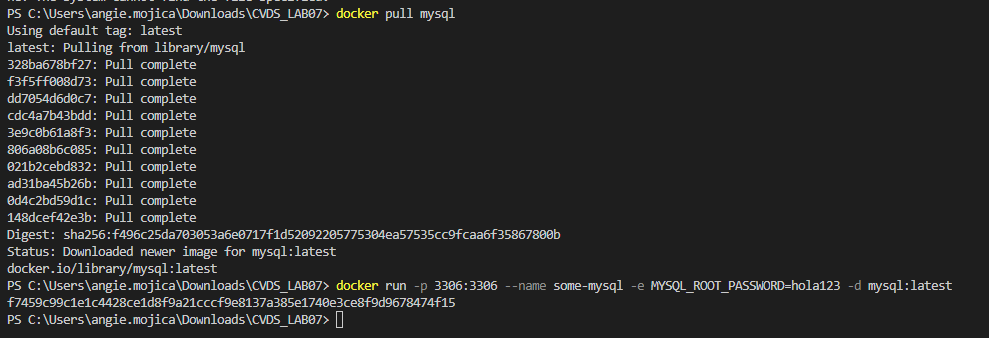 PS C:\Users\angie.mojica\Downloads\CVDS_LAB07> docker pull mysql
Using default tag: latest
latest: Pulling from library/mysql
328ba678bf27: Pull complete
f3f5ff008d73: Pull complete
dd7054d6d0c7: Pull complete
cdc4a7b43bdd: Pull complete
3e9c0b61a8f3: Pull complete
806a08b6c085: Pull complete
021b2cebd832: Pull complete
ad31ba45b26b: Pull complete
0d4c2bd59d1c: Pull complete
148dcef42e3b: Pull complete
Digest: sha256:f496c25da703053a6e0717f1d52092205775304ea57535cc9fcaa6f35867800b
Status: Downloaded newer image for mysql:latest
docker.io/library/mysql:latest
PS C:\Users\angie.mojica\Downloads\CVDS_LAB07> docker run -p 3306:3306 --name some-mysql -e MYSQL_ROOT_PASSWORD=hola123 -d mysql:latest
f7459c99c1e1c4428ce1d8f9a21cccf9e8137a385e1740e3ce8f9d9678474f15
PS C:\Users\angie.mojica\Downloads\CVDS_LAB07>